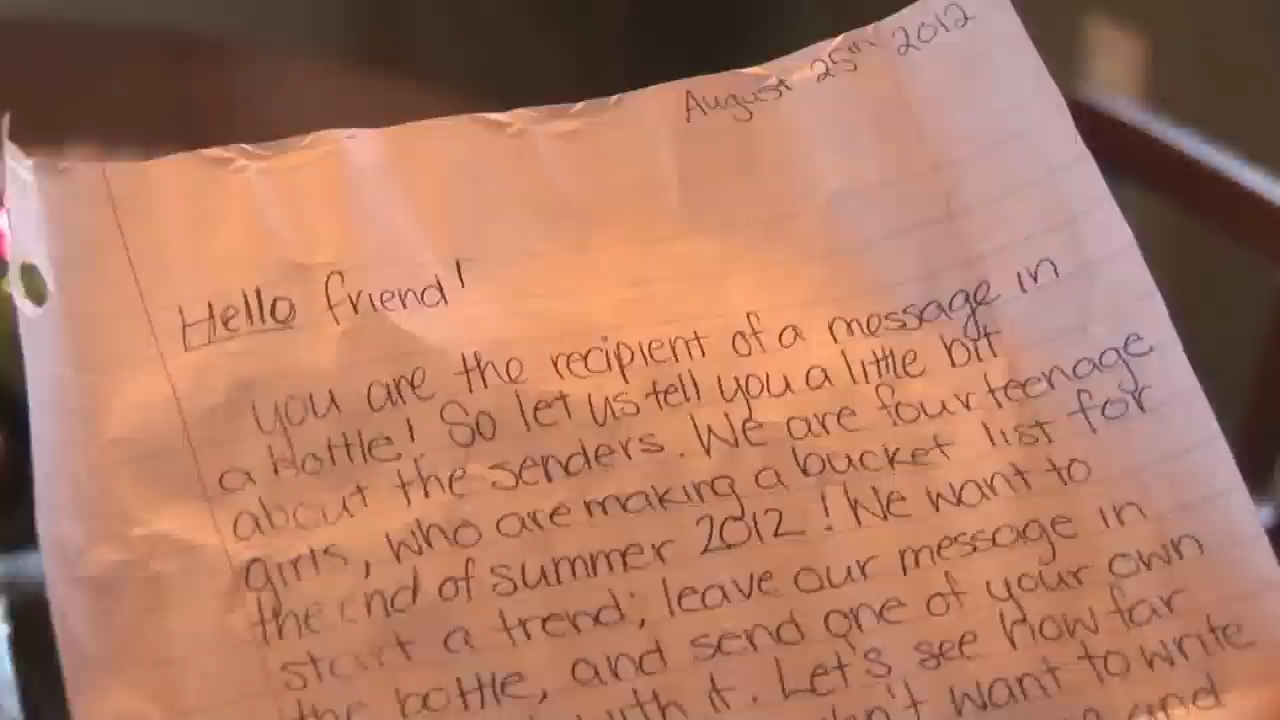 August 25th 2012
Hello friend!
You are the recipient of a message in
a bottle! So let us tell you a little bit
about the senders. We are four teenage
girls, who are making a bucket list for
the end of summer 2012! We want to
start a trend; leave our message in
the bottle, and send one of your own
with it. Let's see how far
want to write
and